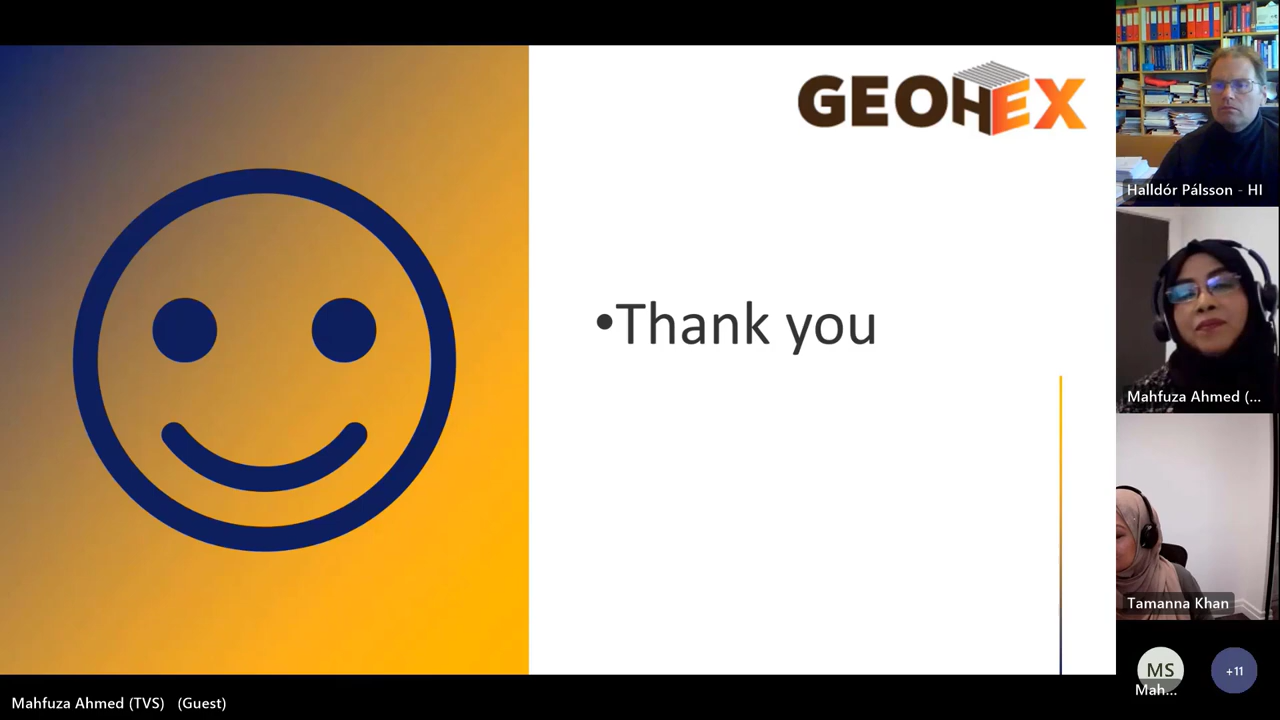 GEOHEX
•Thank you
Halldór Pálsson - HI
Mahfuza Ahmed (...
Tamanna Khan
MS
Mah...
+11
Mahfuza Ahmed (TVS) (Guest)